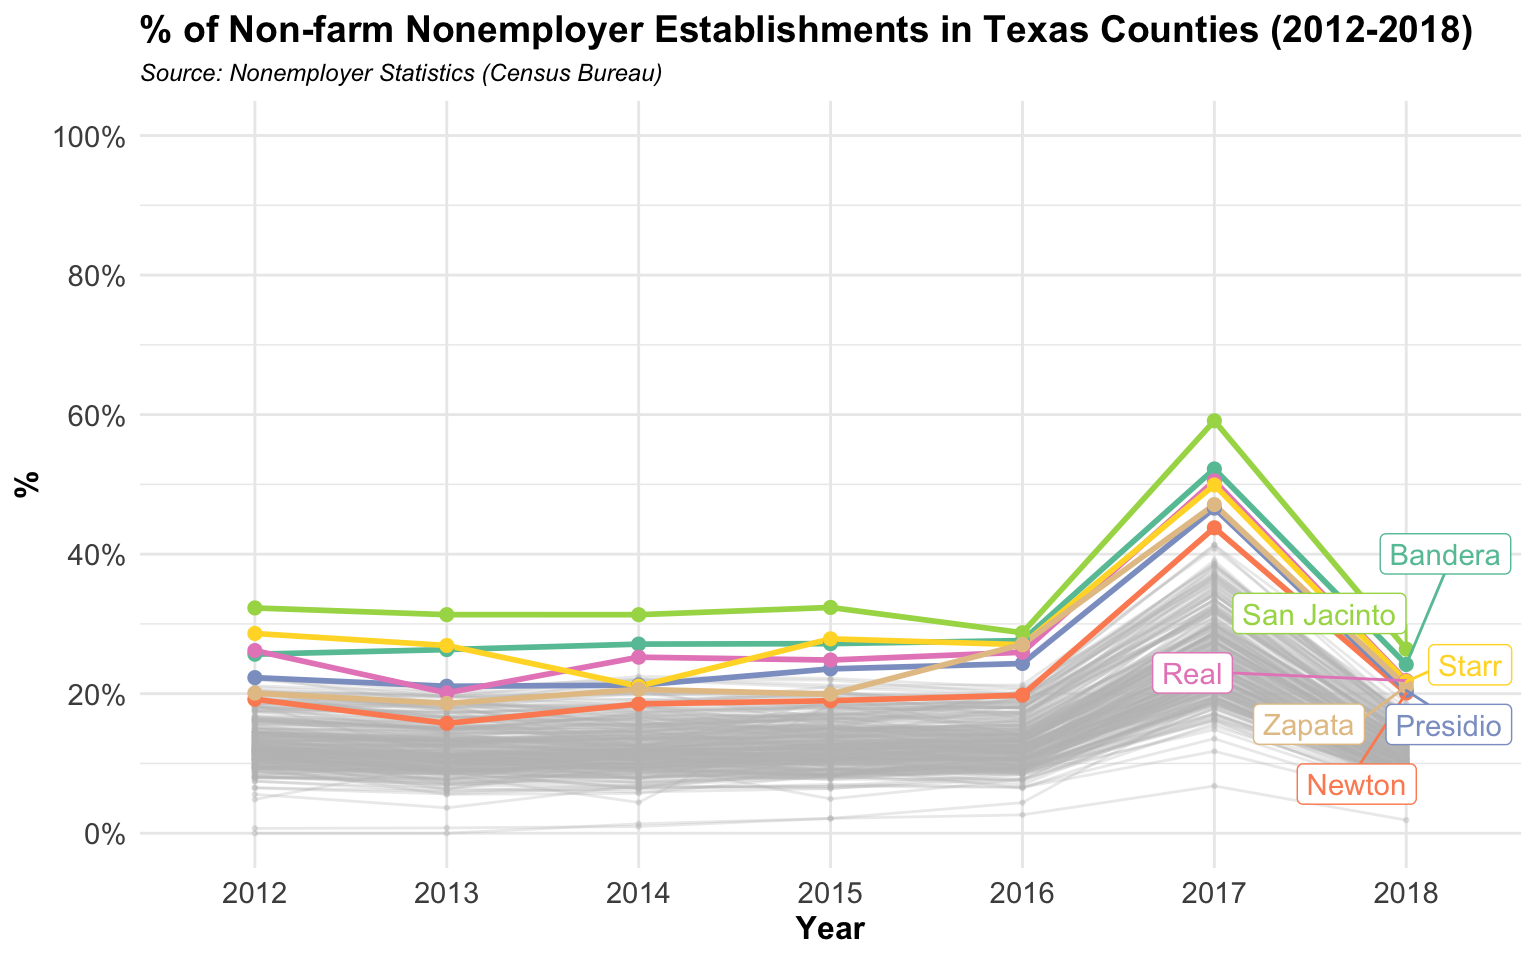 % of Non-farm Nonemployer Establishments in Texas Counties (2012-2018)
Source: Nonemployer Statistics (Census Bureau)
100%
80%
60%
40%
20%
0%
%
Bandera
San Jacinto
Starr
Real
Zapata
Presidio
Newton
2012 2013 2014 2015 2016 2017 2018
Year